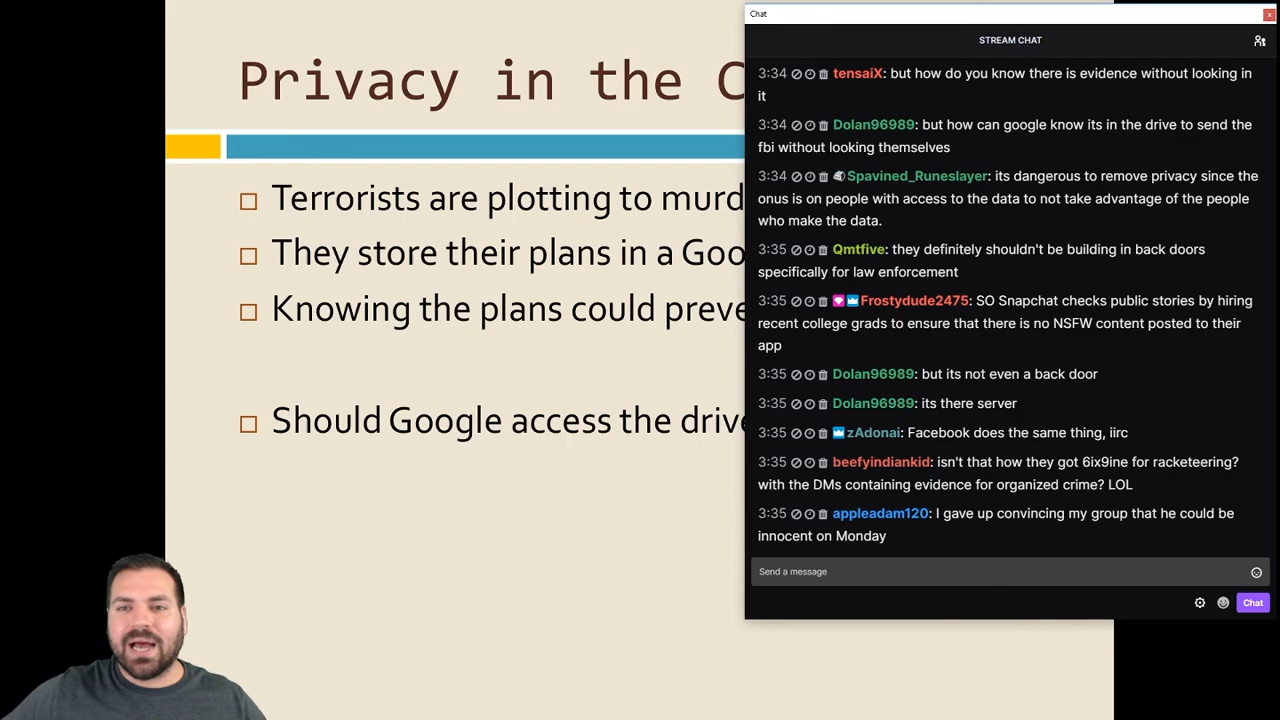 Privacy in the C
Terrorists are plotting to murd
They store their plans in a Goo
Knowing the plans could preve
Should Google access the drive
Chat
STREAM CHAT
3:34 tensaiX: but how do you know there is evidence without looking in
it
3:34 Dolan96989: but how can google know its in the drive to send the
fbi without looking themselves
3:34 Spavined_Runeslayer: its dangerous to remove privacy since the
onus is on people with access to the data to not take advantage of the people
who make the data.
3:35 Qmtfive: they definitely shouldn't be building in back doors
specifically for law enforcement
3:35 Frostydude2475: SO Snapchat checks public stories by hiring
recent college grads to ensure that there is no NSFW content posted to their
app
3:35 Dolan96989: but its not even a back door
3:35 Dolan96989: its there server
3:35 zAdonai: Facebook does the same thing, iirc
3:35 beefyindiankid: isn't that how they got 6ix9ine for racketeering?
with the DMs containing evidence for organized crime? LOL
3:35 appleadam120: I gave up convincing my group that he could be
innocent on Monday
Send a message
Chat